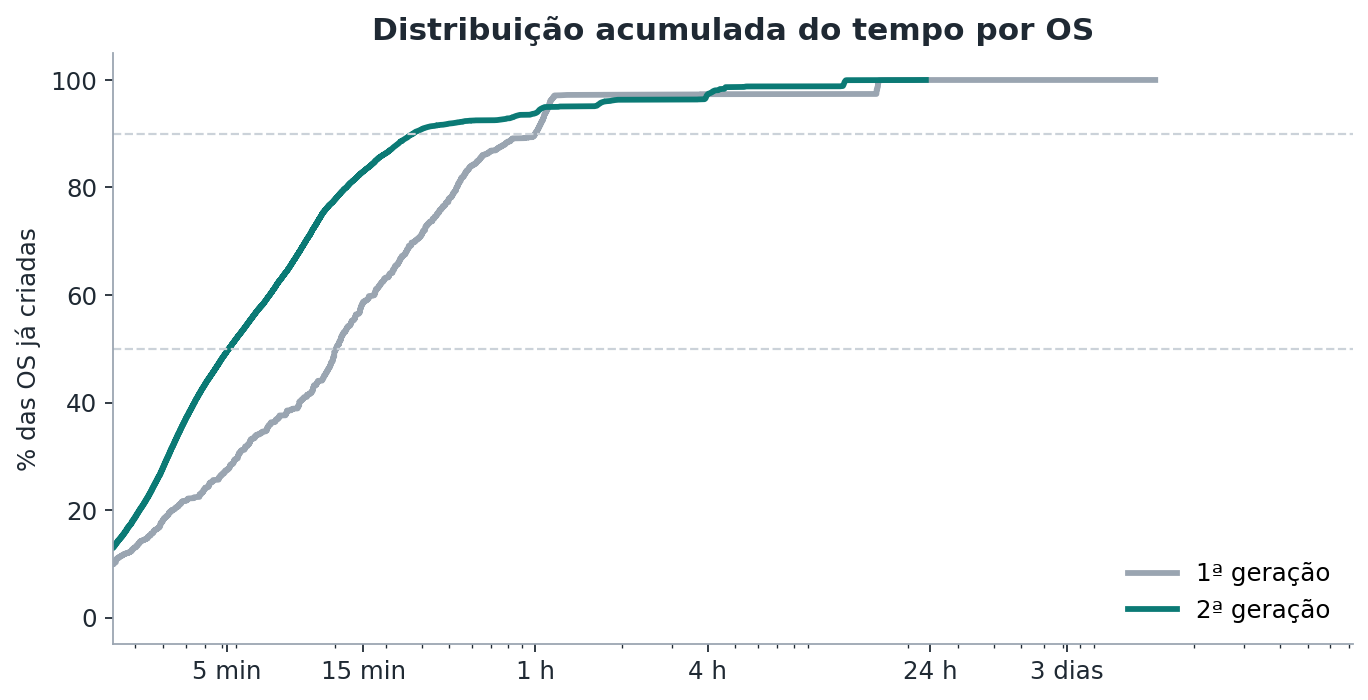 Distribuição acumulada do tempo por OS
% das OS já criadas
100
80
60
40
20
0
5 min
15 min
1 h
4 h
24 h
3 dias
1ª geração
2ª geração